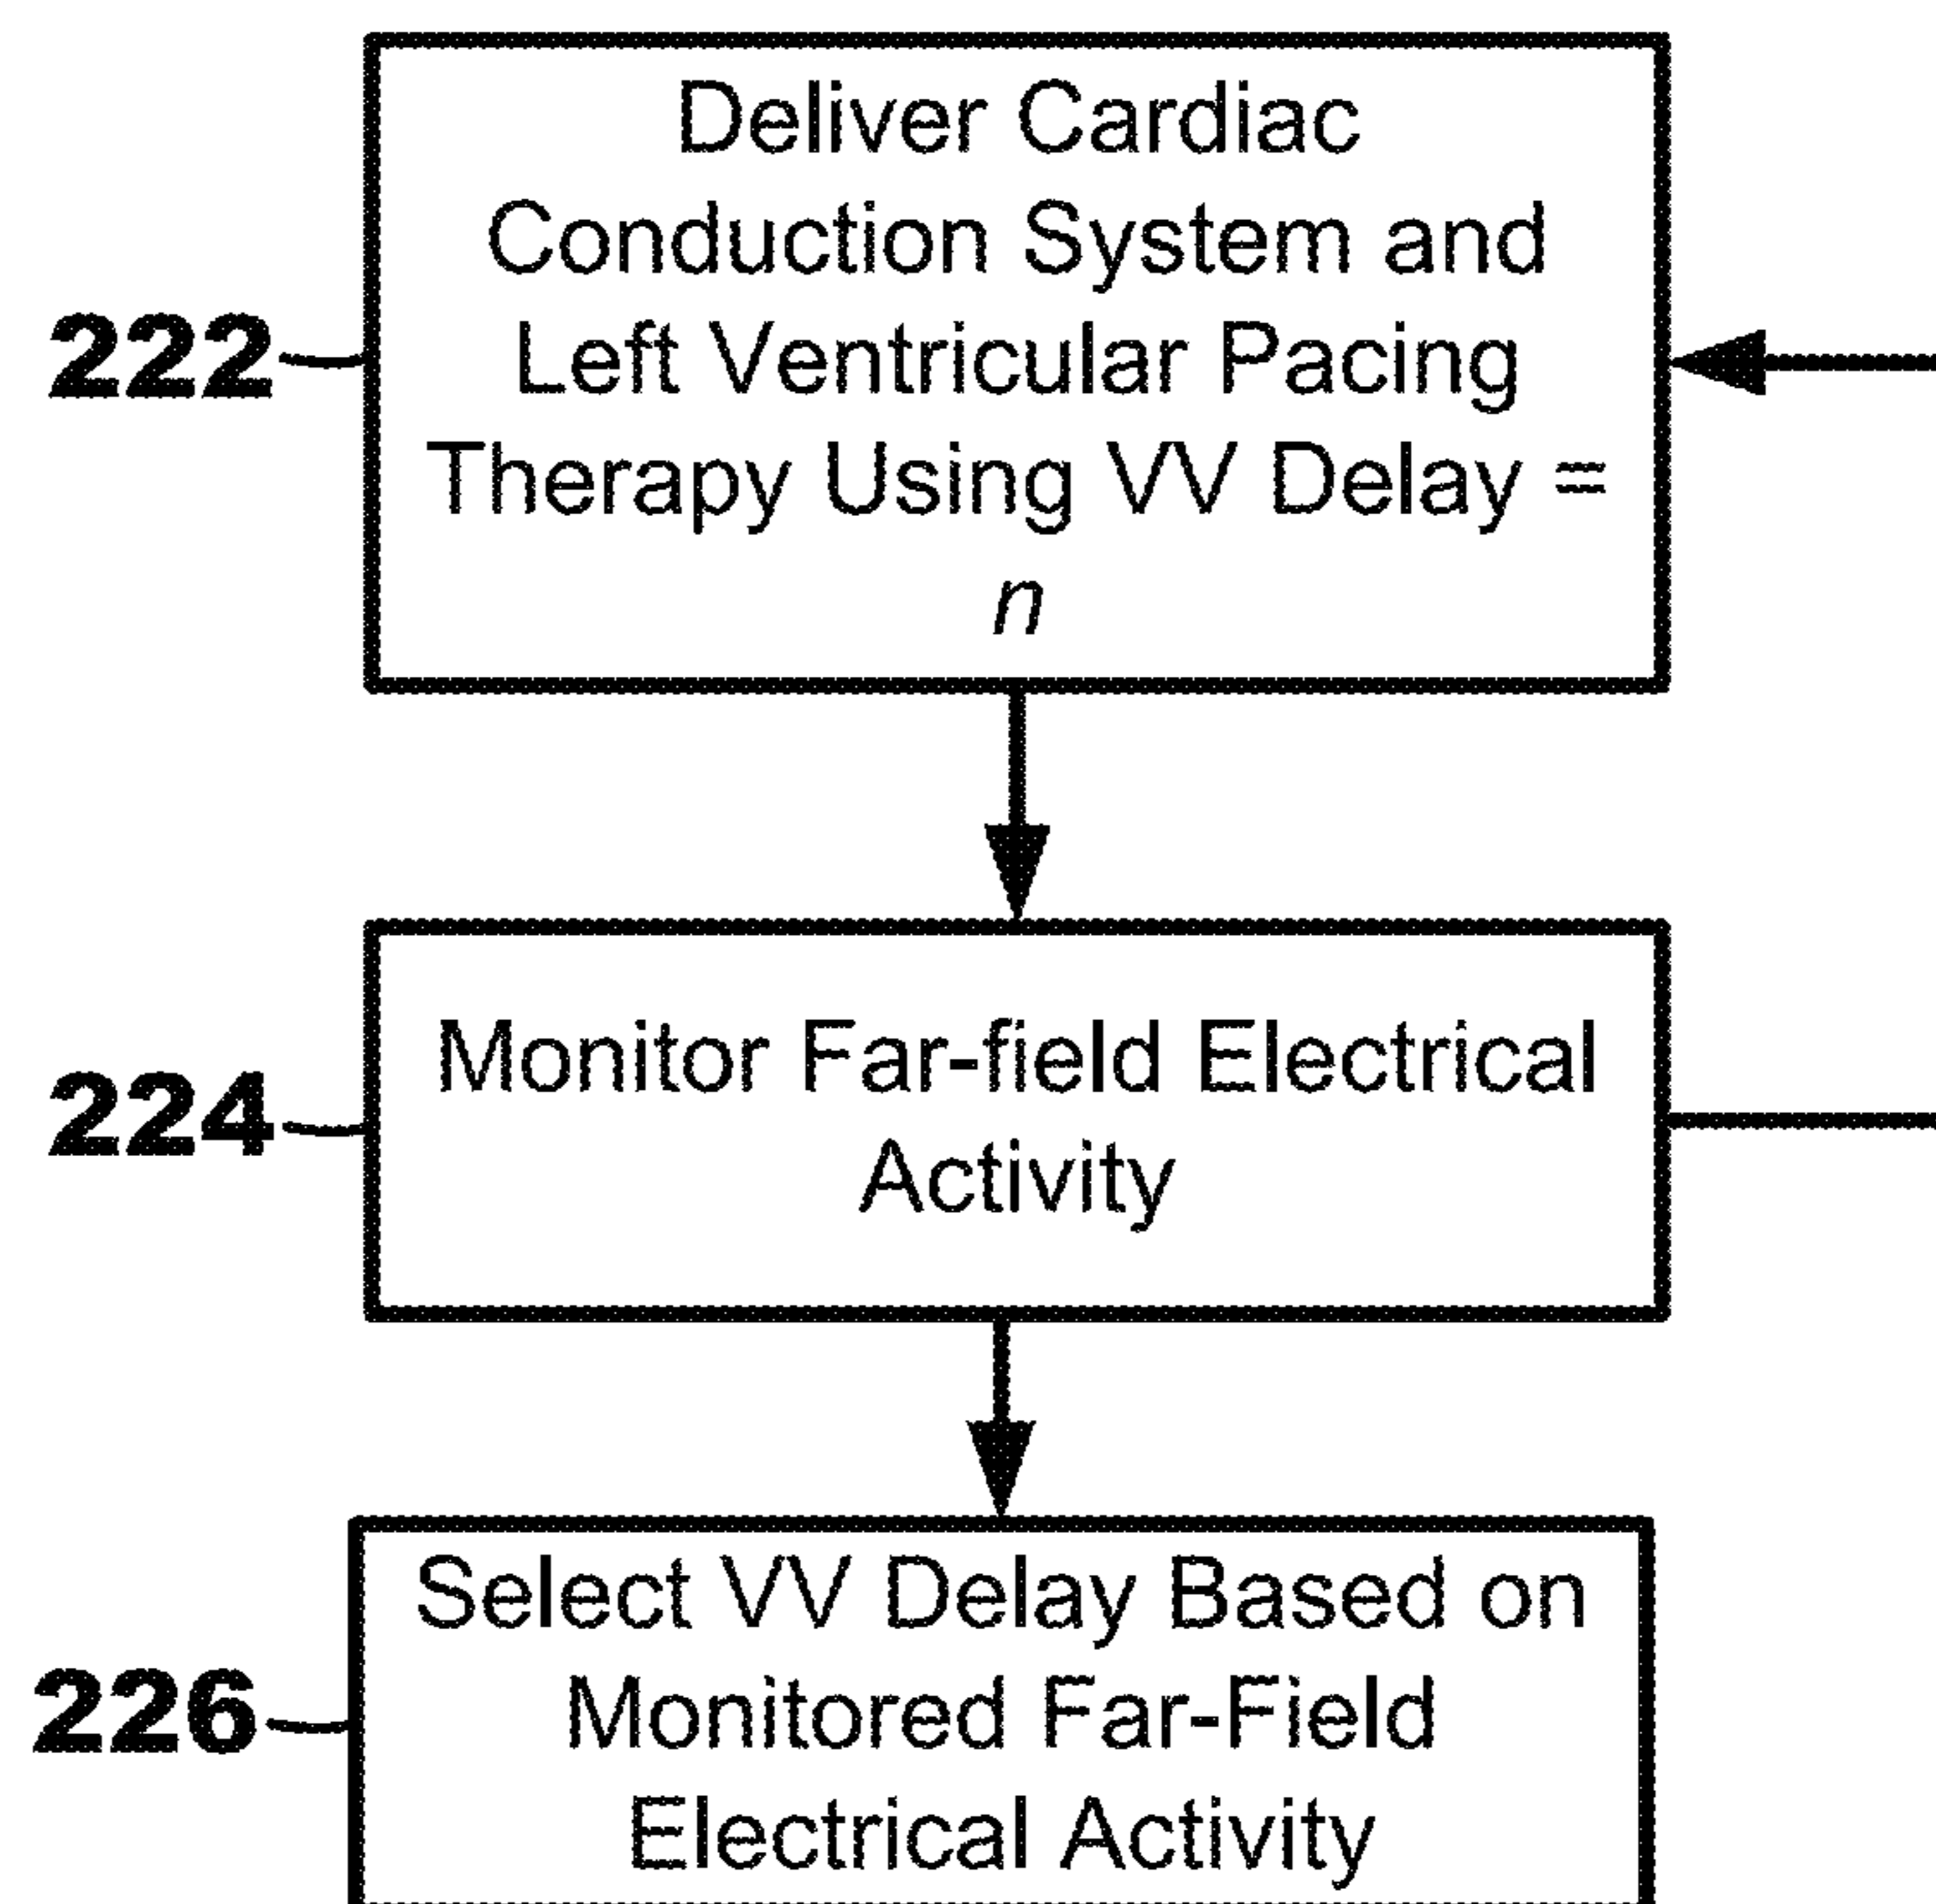 Deliver Cardiac
Conduction System and
222 Left Ventricular Pacing
Therapy Using VV Delay =
n
Monitor Far-field Electrical
224
Activity
Select VV Delay Based on
226 Monitored Far-Field
Electrical Activity